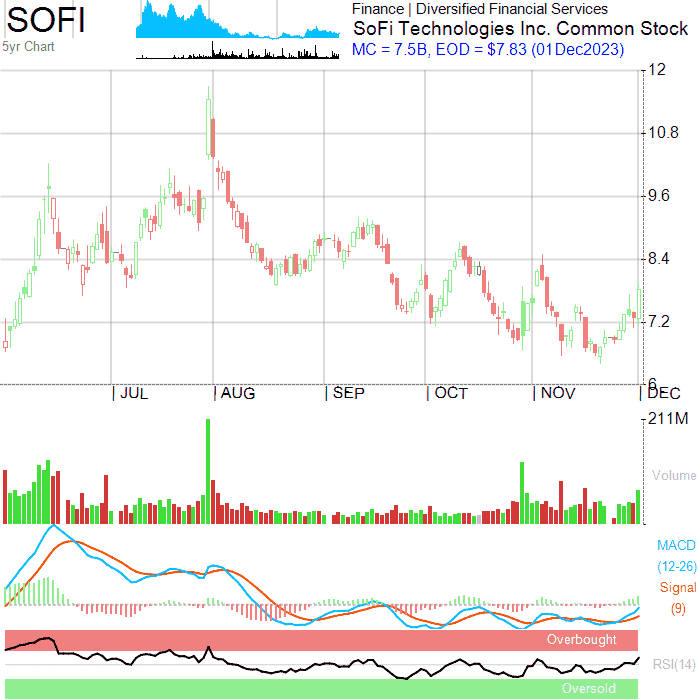 SOFI
5yr Chart
Finance | Diversified Financial Services
SoFi Technologies Inc. Common Stock
MC = 7.5B, EOD = $7.83 (01Dec2023)
12
10.8
9.6
8.4
7.2
6
| JUL | AUG | SEP | OCT | NOV | DEC
211M
Volume
MACD
(12-26)
Signal
(9)
Overbought
RSI(14)
Oversold